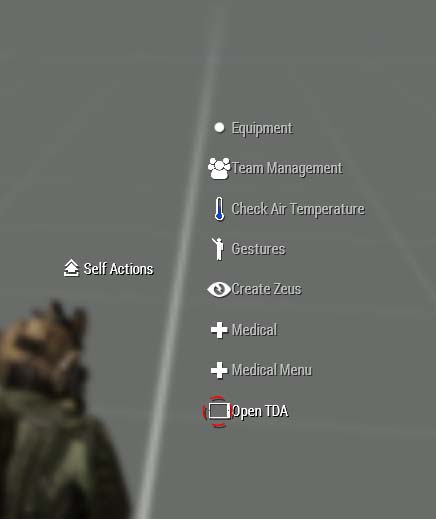 Equipment
Team Management
Check Air Temperature
Gestures
Self Actions
Create Zeus
Medical
Medical Menu
Open TDA